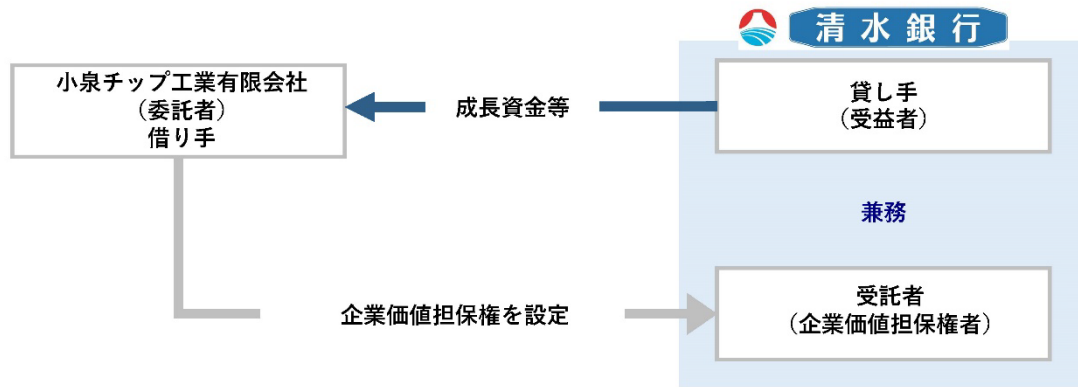 清水銀行
小泉チップ工業有限会社
（委託者）
借り手
成長資金等
貸し手
（受益者）
兼務
企業価値担保権を設定
受託者
（企業価値担保権者）